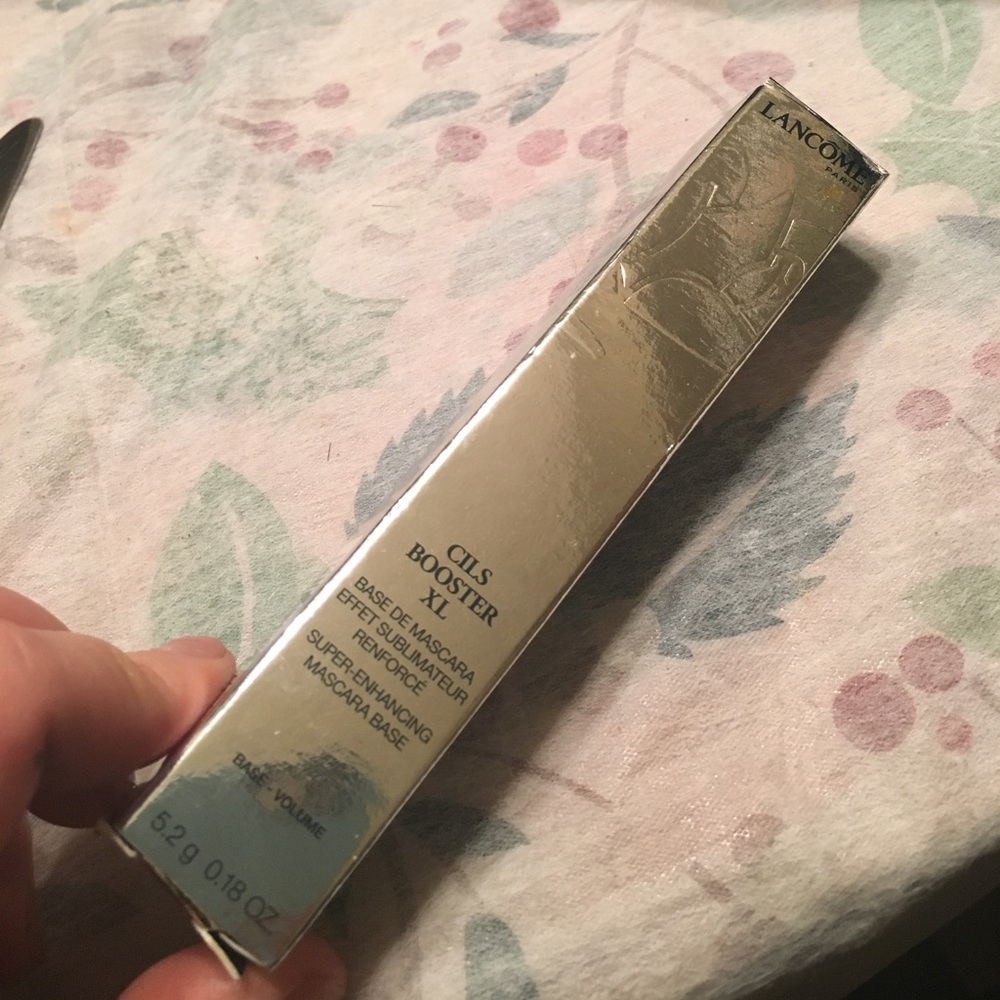 LANCÔME
PARIS
CILS
BOOSTER
XL
BASE DE MASCARA
EFFET SUBLIMATEUR
RENFORCÉ
SUPER-ENHANCING
MASCARA BASE
BASE - VOLUME
5.2 g 0.18 OZ.